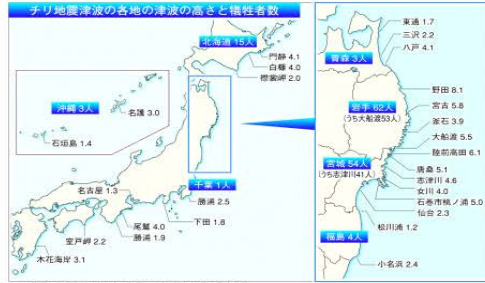 チリ地震津波の各地の津波の高さと犠牲者数
北海道 15人
門静 4.1
白糠 4.0
襟裳岬 2.0
沖縄 3人
名護 3.0
石垣島 1.4
千葉 1人
勝浦 2.5
名古屋 1.3
下田 1.8
尾鷲 4.0
勝浦 1.9
室戸岬 2.2
木花海岸 3.1
東通 1.7
三沢 2.2
八戸 4.1
青森 3人
野田 8.1
宮古 5.8
岩手 62人
(うち大船渡53人)
釜石 3.9
大船渡 5.5
陸前高田 6.1
宮城 54人
(うち志津川41人)
唐桑 5.1
志津川 4.6
女川 4.0
石巻市桃ノ浦 5.0
仙台 2.3
松川浦 1.2
福島 4人
小名浜 2.4